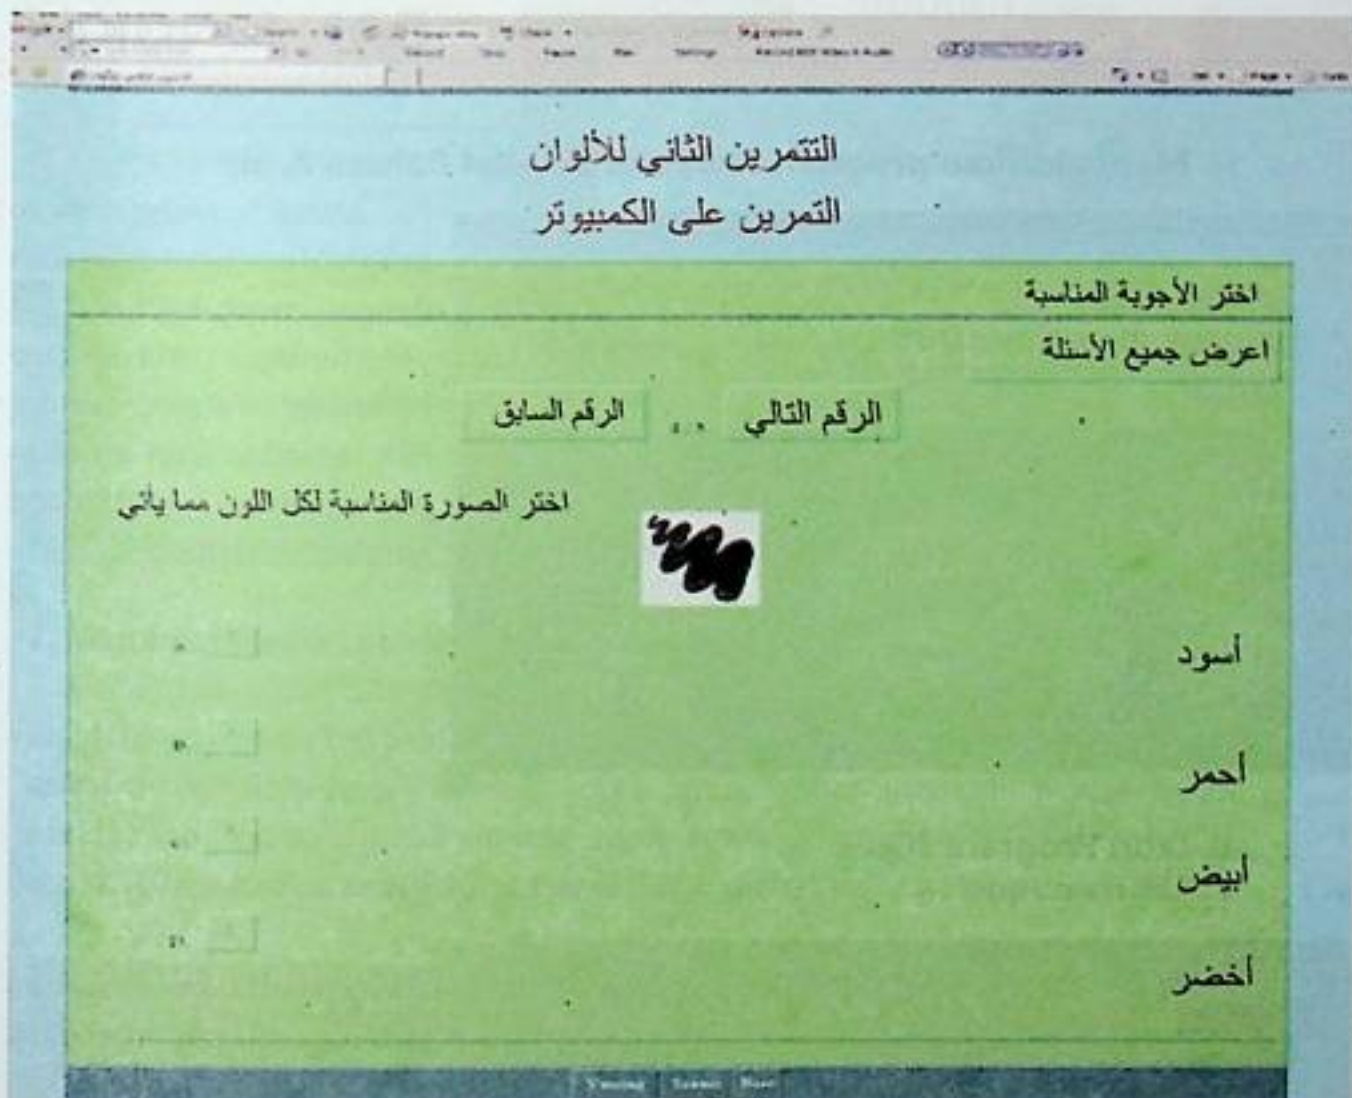 التتمرين الثاني للألوان
التمرين على الكمبيوتر
اختر الأجوبة المناسبة
اعرض جميع الأسئلة
الرقم التالي الرقم السابق
اختر الصورة المناسبة لكل اللون مما يأتي
أسود
أحمر
أبيض
أخضر